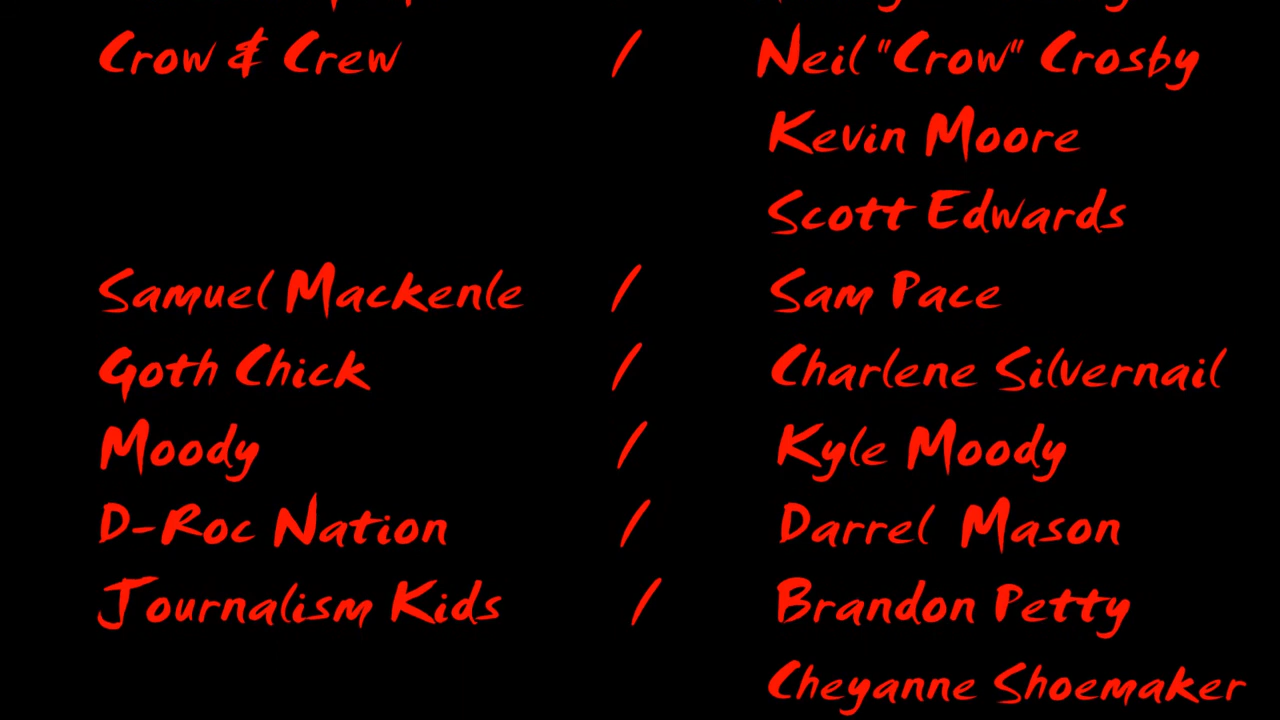 Crow & Crew / Neil "Crow" Crosby
Kevin Moore
Scott Edwards
Samuel Mackenle / Sam Pace
Goth Chick / Charlene Silvernail
Moody / Kyle Moody
D-Roc Nation / Darrel Mason
Journalism Kids / Brandon Petty
Cheyanne Shoemaker